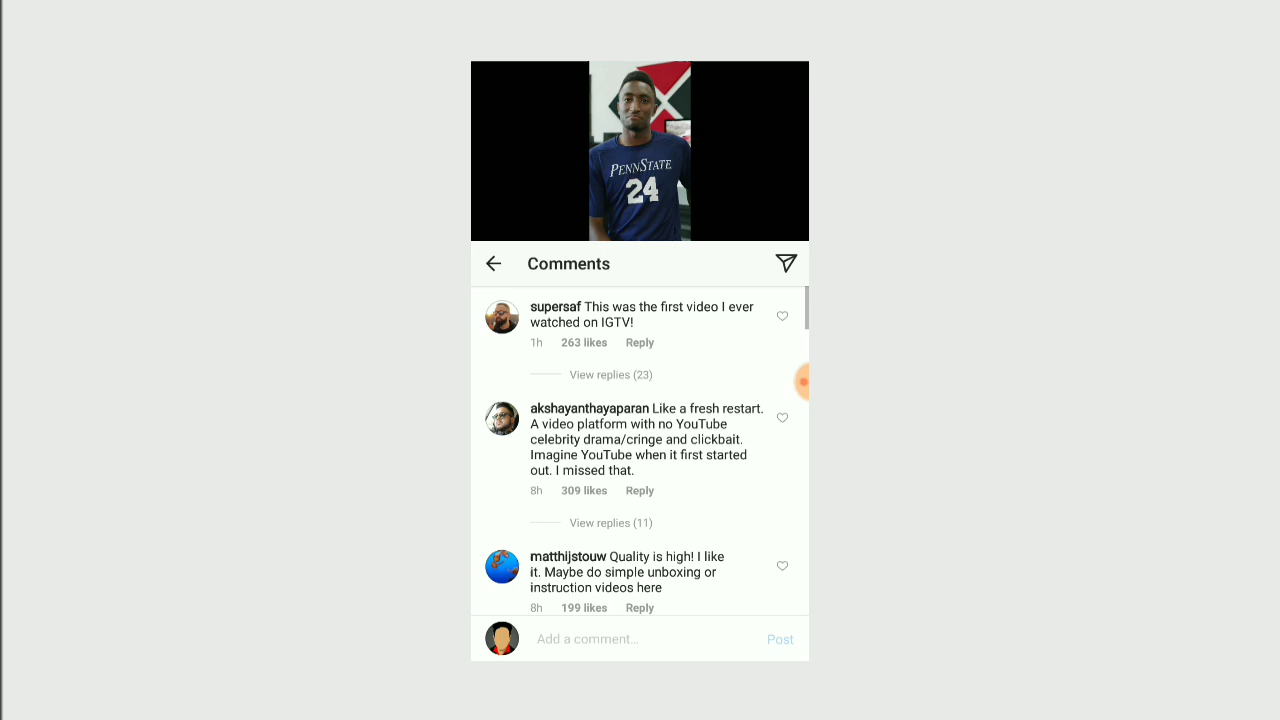 PENNSTATE
24
Comments
supersaf This was the first video I ever
watched on IGTV!
1h 263 likes Reply
View replies (23)
akshayanthayaparan Like a fresh restart.
A video platform with no YouTube
celebrity drama/cringe and clickbait.
Imagine YouTube when it first started
out. I missed that.
8h 309 likes Reply
View replies (11)
matthijstouw Quality is high! I like
it. Maybe do simple unboxing or
instruction videos here
8h 199 likes Reply
Add a comment... Post